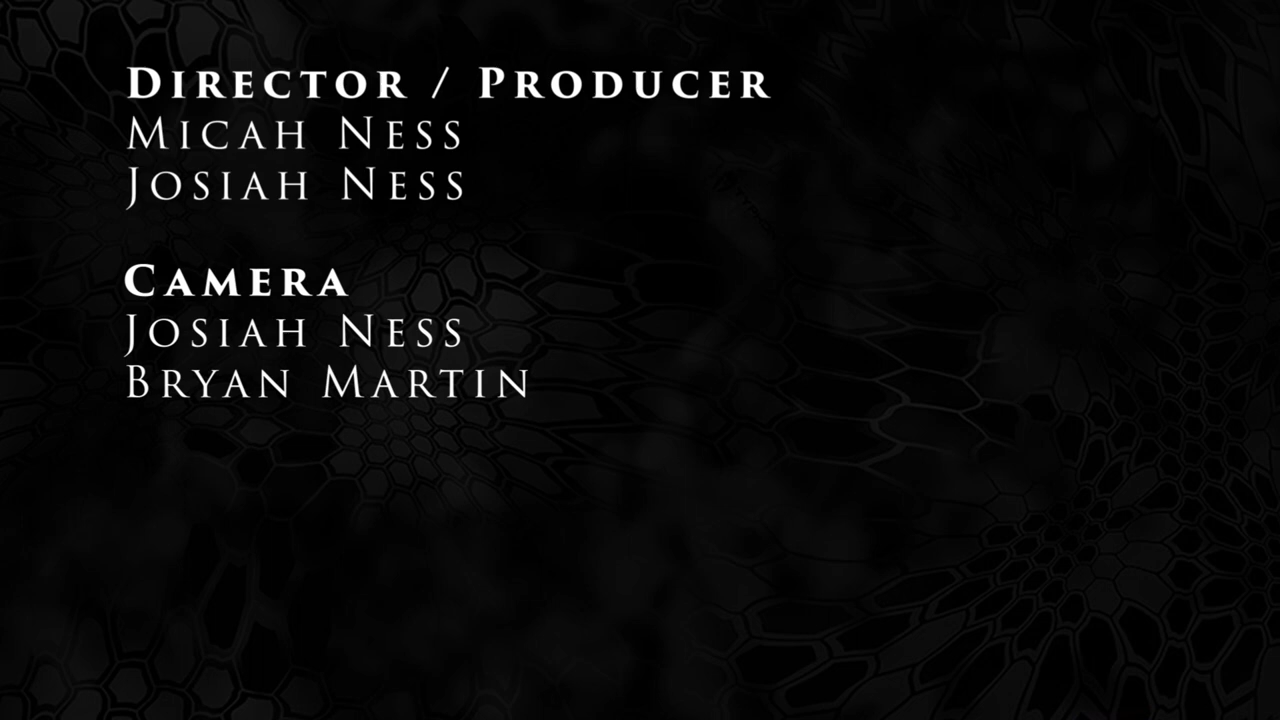 Director / Producer
Micah Ness
Josiah Ness
Camera
Josiah Ness
Bryan Martin